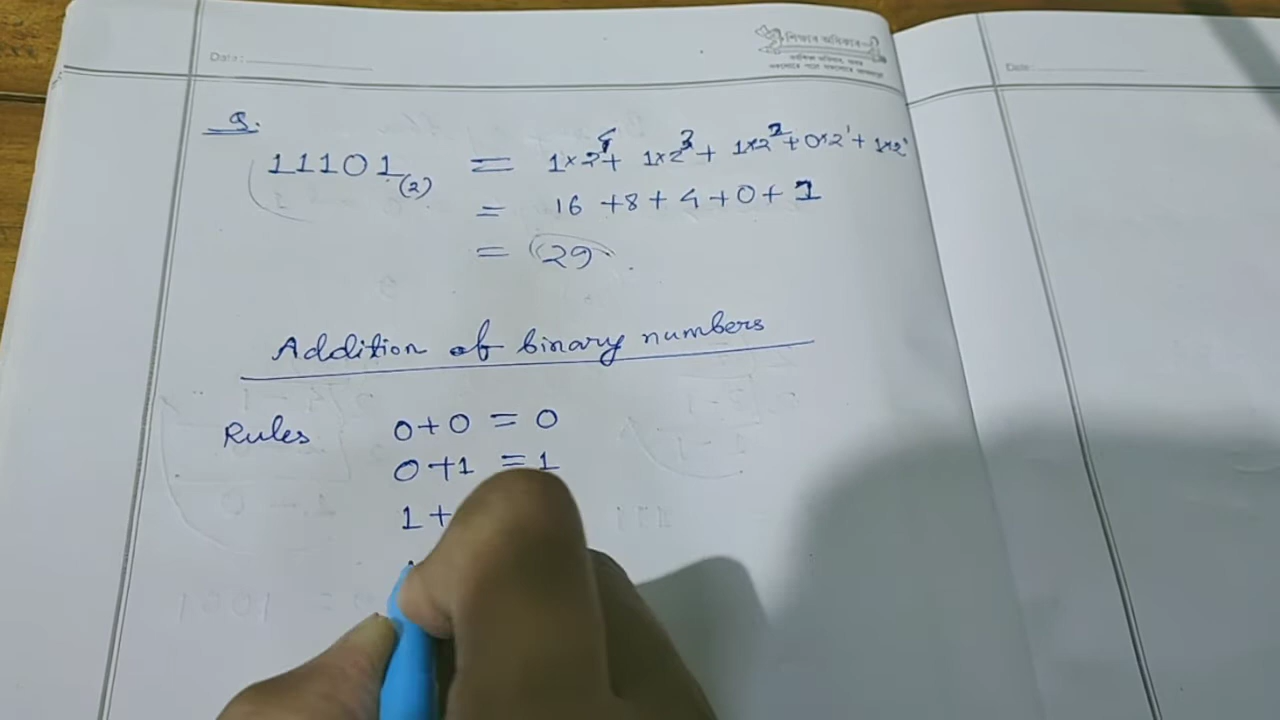 Date:
শিক্ষাৰ অধিকাৰ
Date:
Q.
11101(2) = 1×2⁴+ 1×2³+ 1×2²+0×2¹+1×2⁰
= 16 +8+4+0+1
= (29
Addition of binary numbers
Rules 0+0 = 0
0+1 = 1
1+